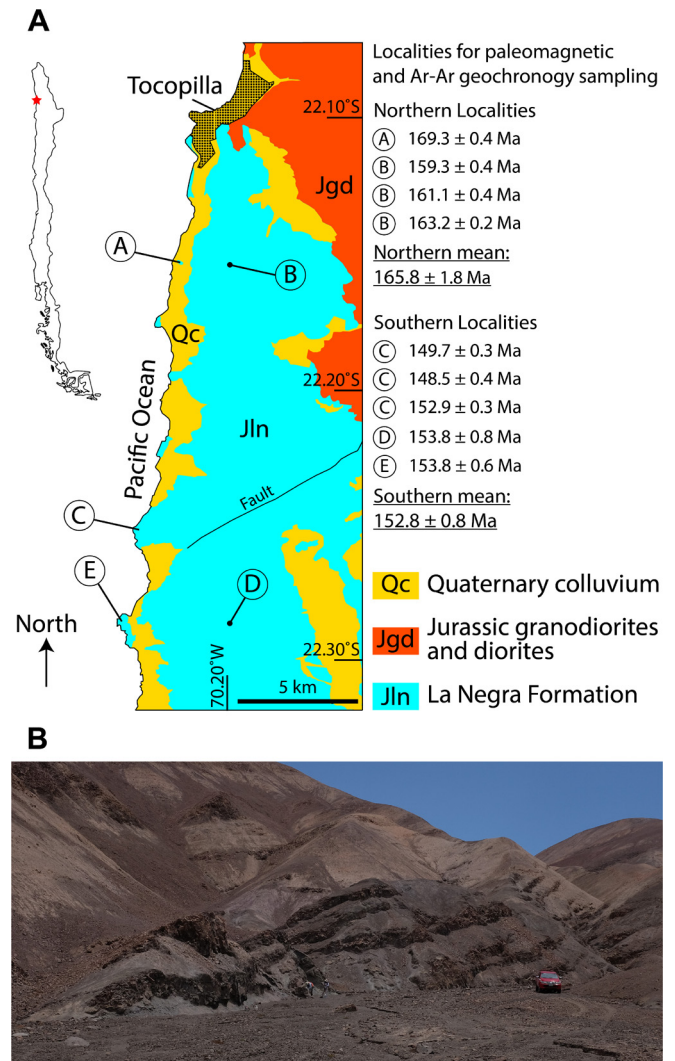 A
Tocopilla
22.10°S
Jgd
A
B
Qc
22.20°S
Pacific Ocean
Jln
Fault
C
E
D
North
22.30°S
70.20°W
5 km
Localities for paleomagnetic
and Ar-Ar geochronogy sampling
Northern Localities
A 169.3 ± 0.4 Ma
B 159.3 ± 0.4 Ma
B 161.1 ± 0.4 Ma
B 163.2 ± 0.2 Ma
Northern mean:
165.8 ± 1.8 Ma
Southern Localities
C 149.7 ± 0.3 Ma
C 148.5 ± 0.4 Ma
C 152.9 ± 0.3 Ma
D 153.8 ± 0.8 Ma
E 153.8 ± 0.6 Ma
Southern mean:
152.8 ± 0.8 Ma
Qc Quaternary colluvium
Jgd Jurassic granodiorites
and diorites
Jln La Negra Formation
B